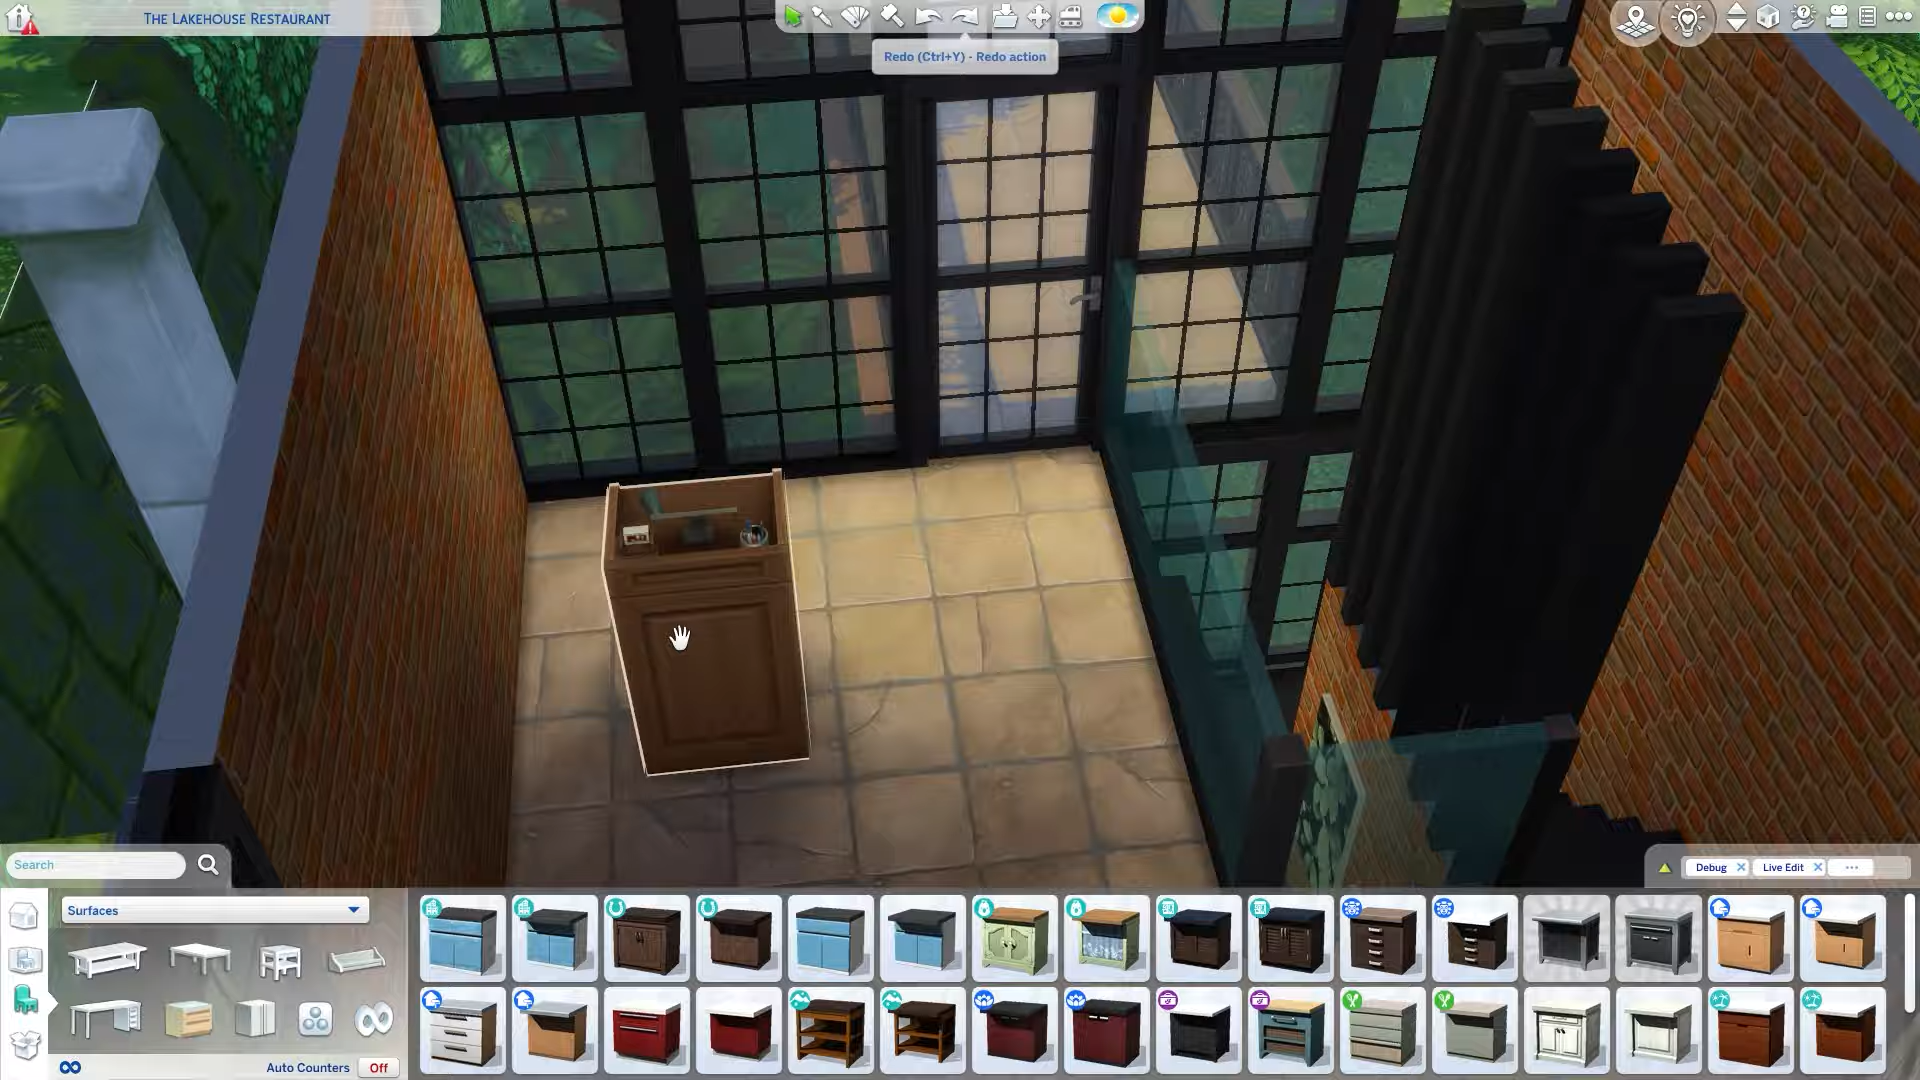 THE LAKEHOUSE RESTAURANT
Redo (Ctrl+Y) - Redo action
Search
Debug
Live Edit
Surfaces
Auto Counters
Off